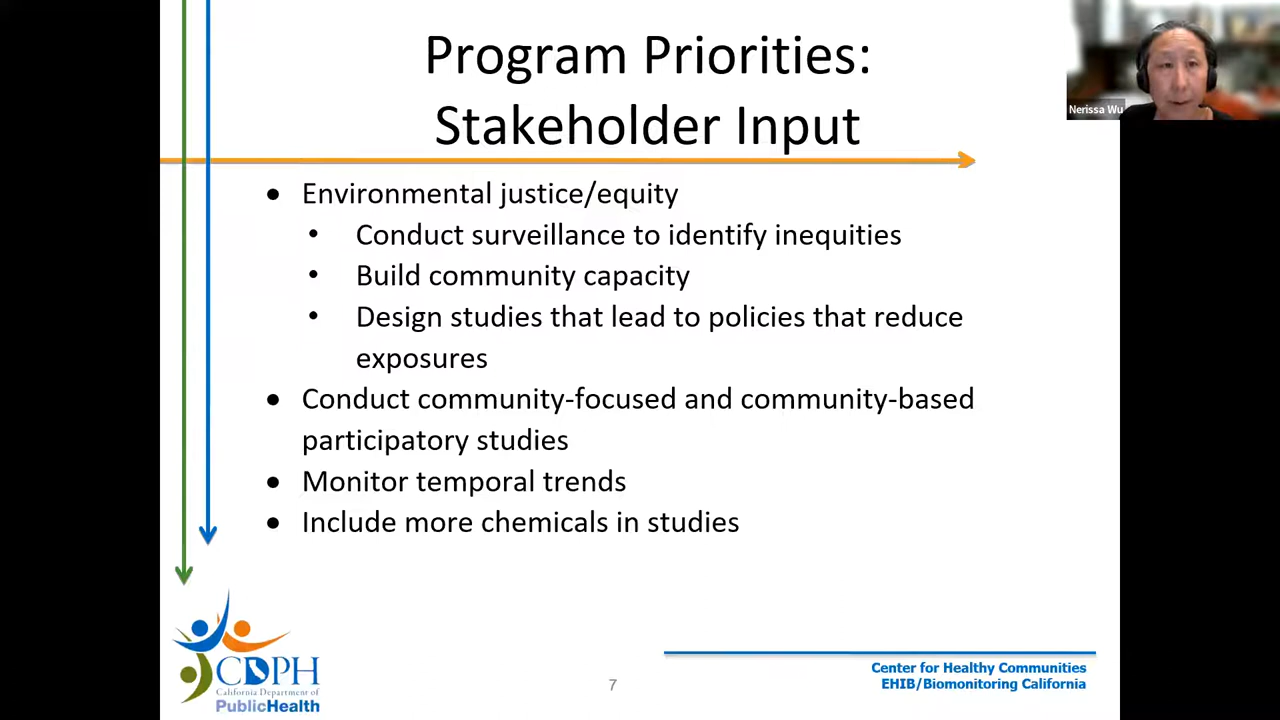 Program Priorities:
Stakeholder Input
Nerissa Wu
• Environmental justice/equity
• Conduct surveillance to identify inequities
• Build community capacity
• Design studies that lead to policies that reduce
exposures
• Conduct community-focused and community-based
participatory studies
• Monitor temporal trends
• Include more chemicals in studies
CDPH
California Department of
PublicHealth
7
Center for Healthy Communities
EHIB/Biomonitoring California